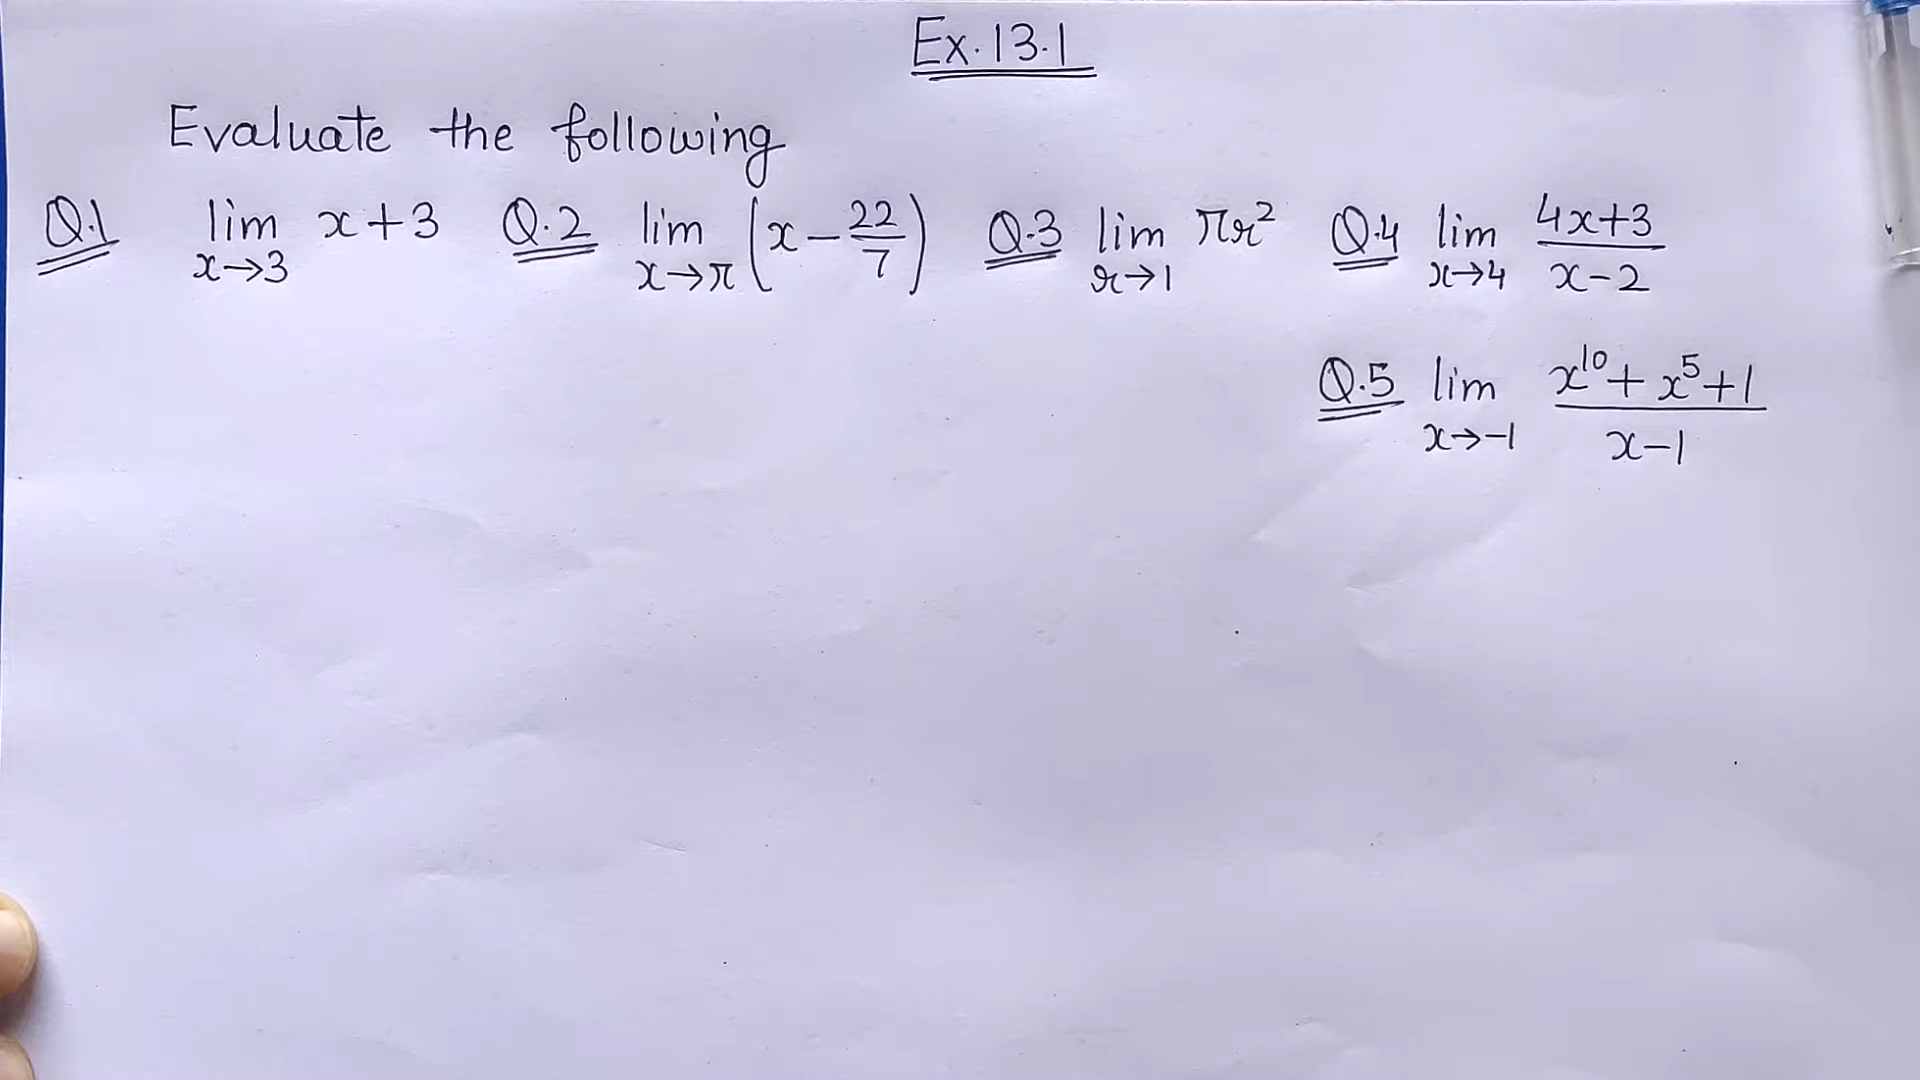 Ex. 13.1
Evaluate the following
Q.1 lim x→3 x+3 Q.2 lim x→π (x − 22/7) Q.3 lim r→1 πr² Q.4 lim x→4 4x+3/x−2
Q.5 lim x→−1 x¹⁰+x⁵+1/x−1